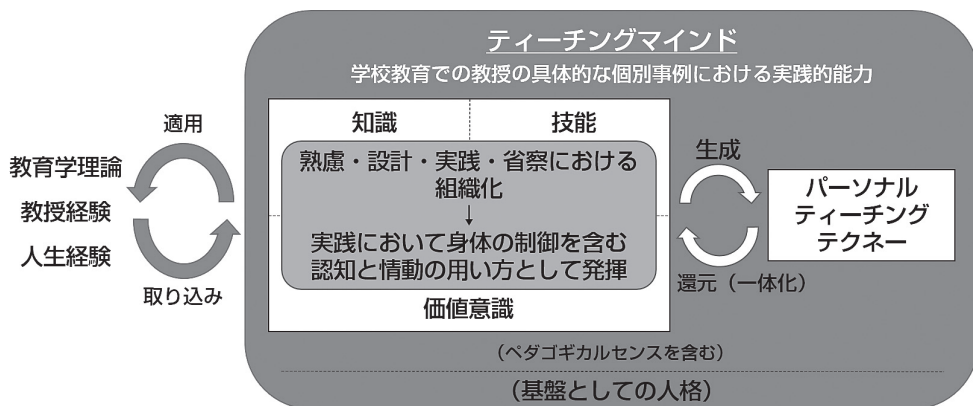 ティーチングマインド
学校教育での教授の具体的な個別事例における実践的能力
適用
教育学理論
教授経験
人生経験
取り込み
知識
技能
熟慮・設計・実践・省察における
組織化
↓
実践において身体の制御を含む
認知と情動の用い方として発揮
価値意識
生成
パーソナル
ティーチング
テクネー
還元（一体化）
（ペダゴギカルセンスを含む）
（基盤としての人格）